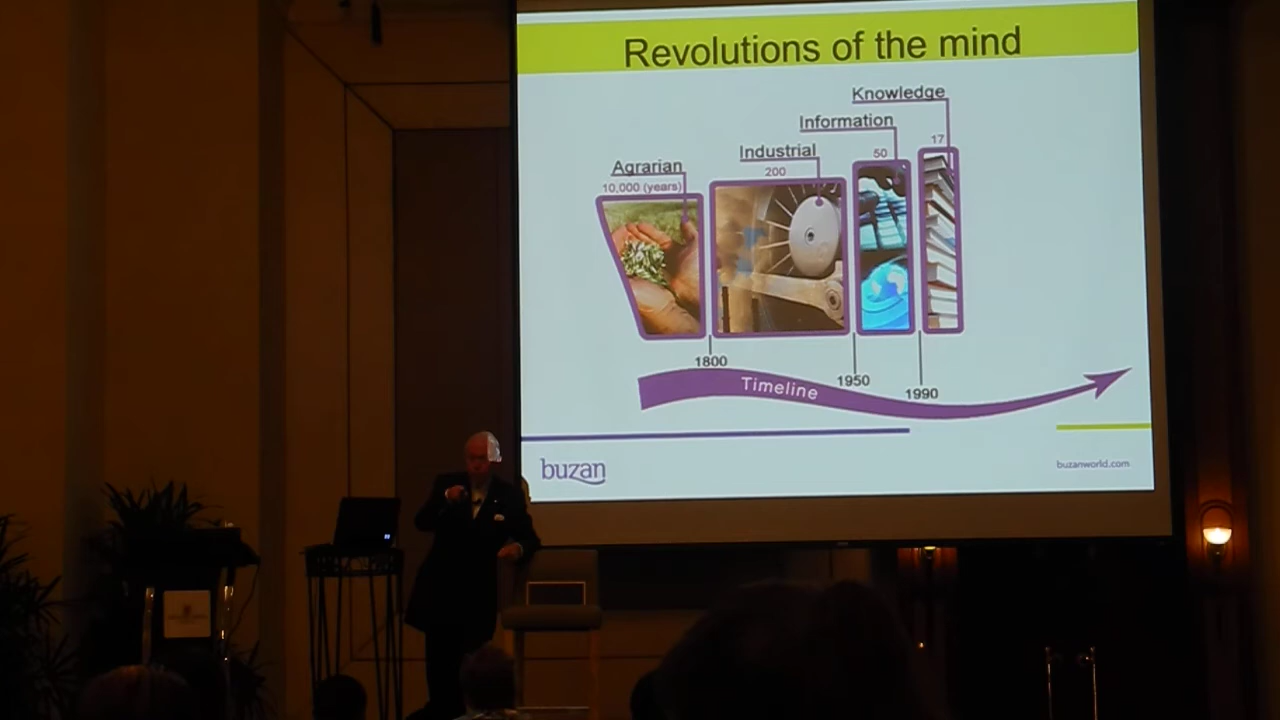 Revolutions of the mind
Knowledge
Information
17
Industrial
50
Agrarian
200
10,000 (years)
1800
1950
1990
Timeline
buzan
buzanworld.com